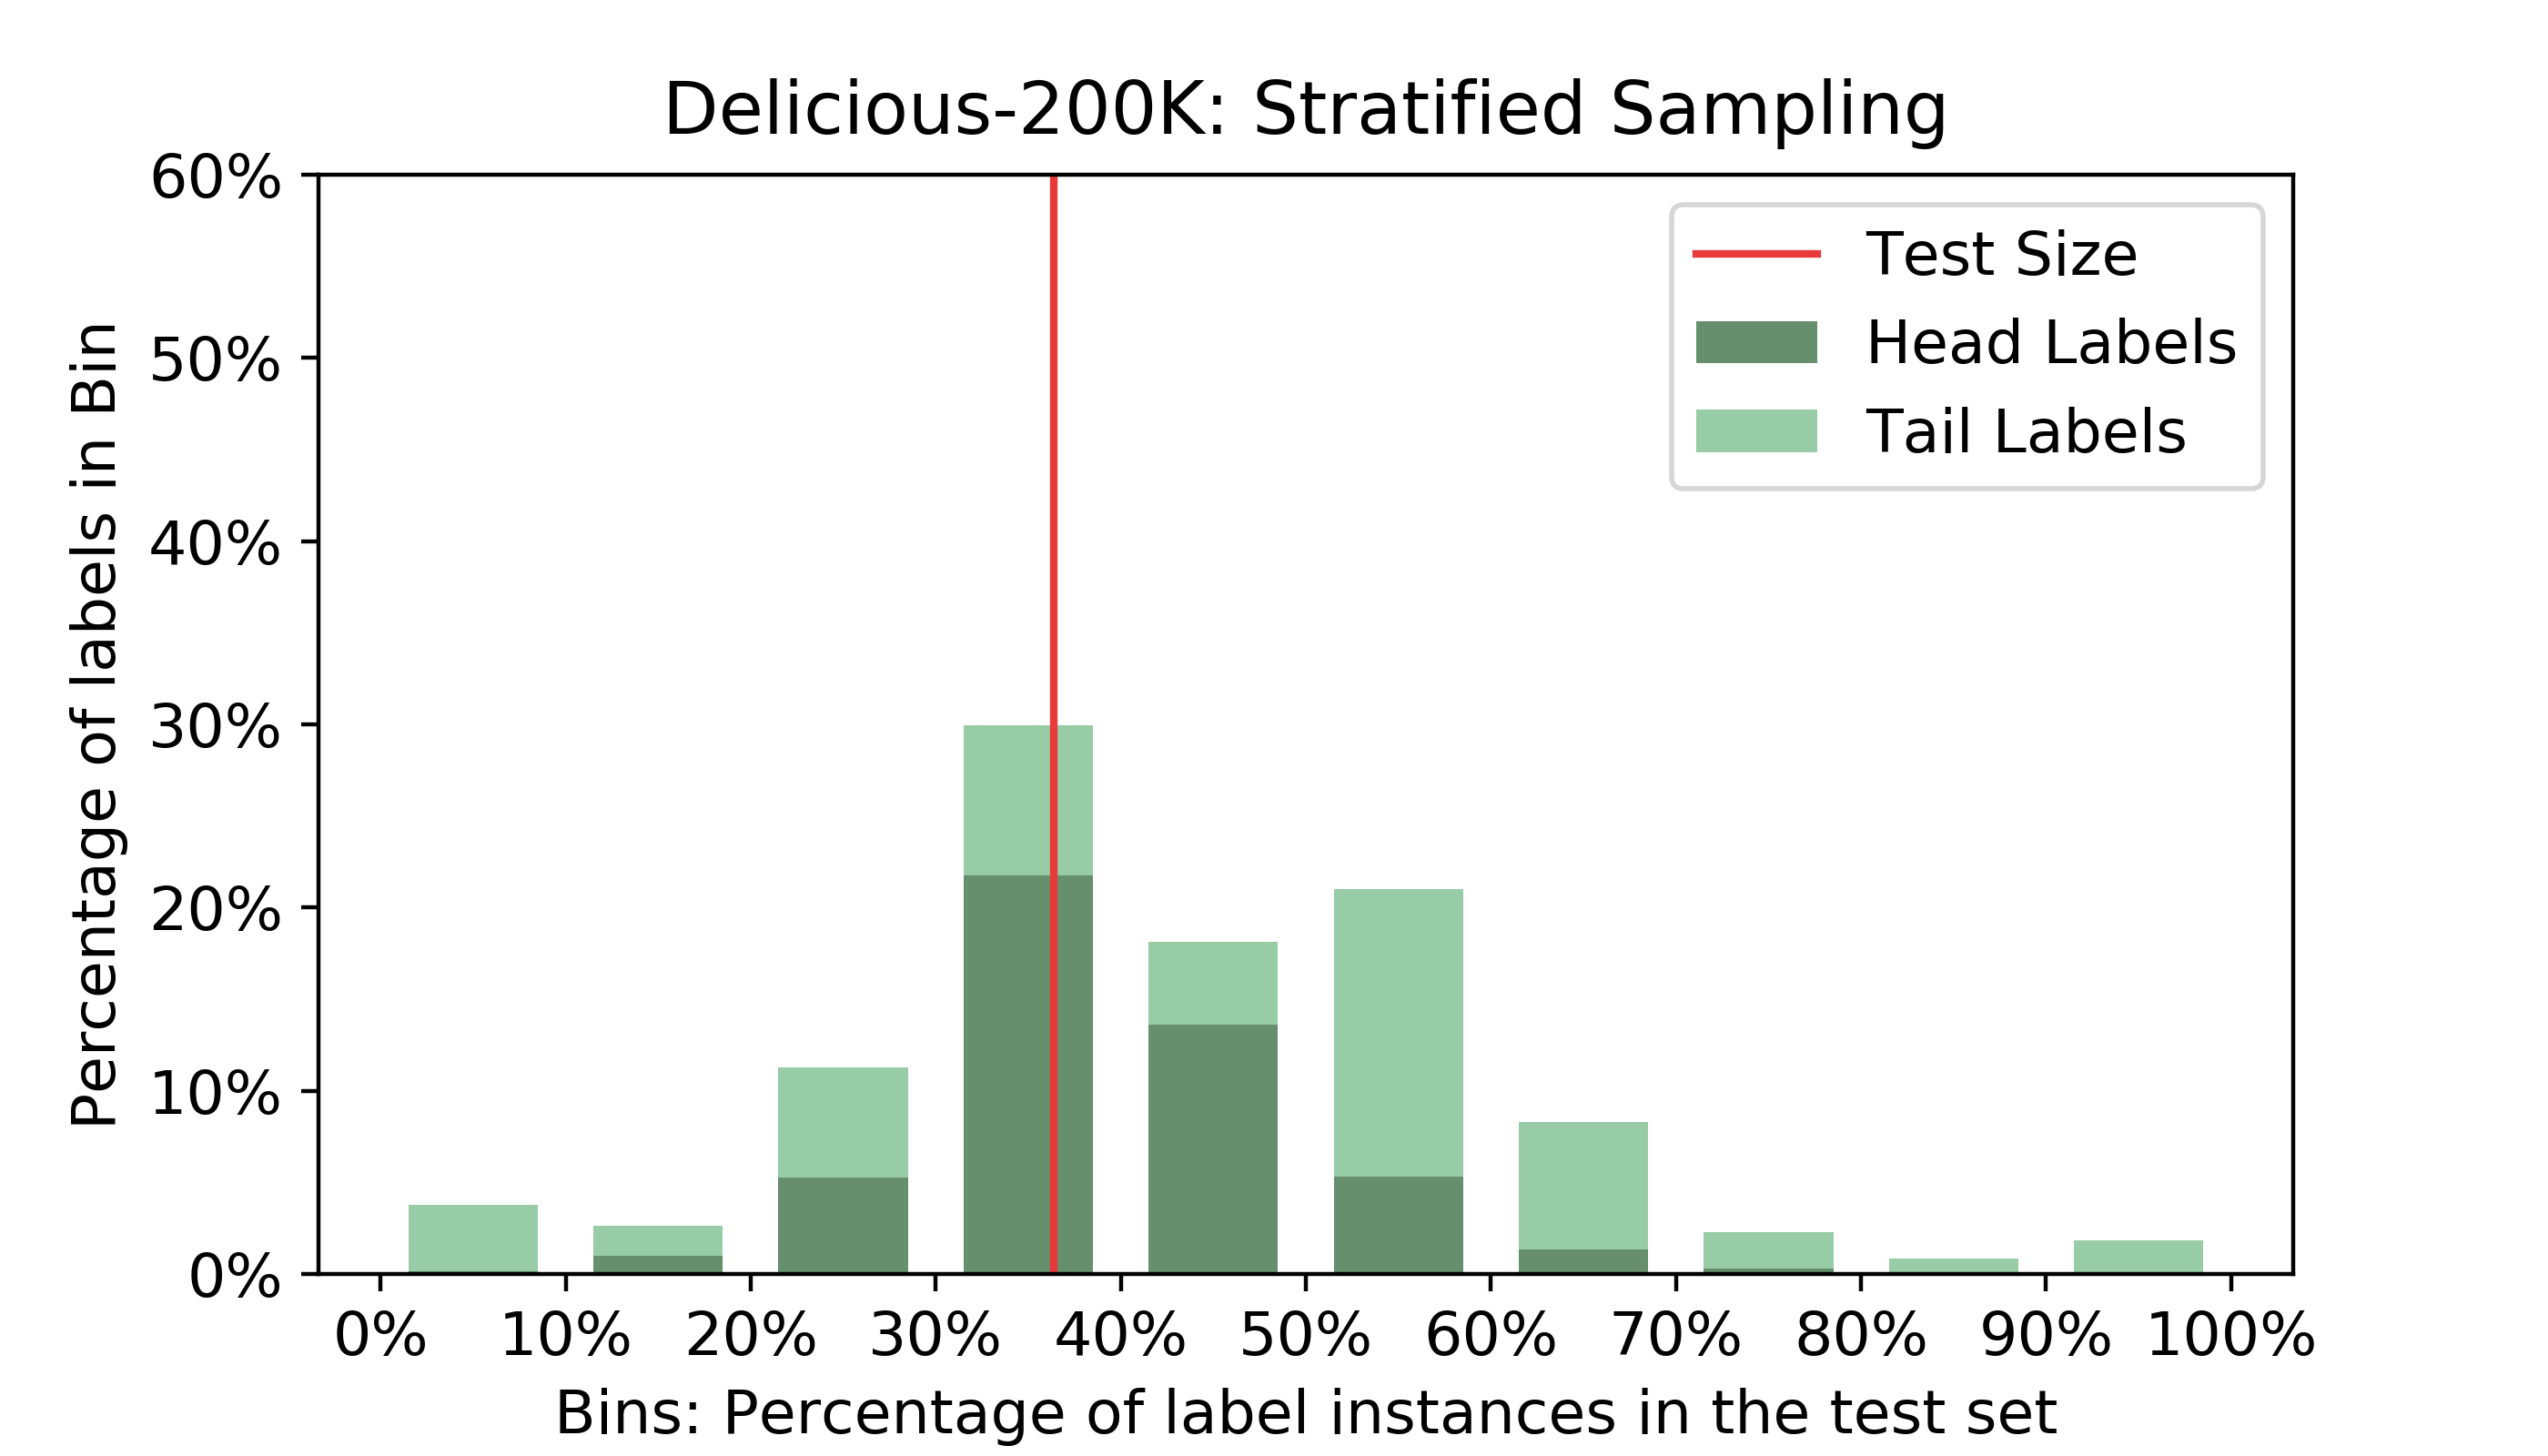 Delicious-200K: Stratified Sampling
60%
50%
40%
30%
20%
10%
0%
Percentage of labels in Bin
Test Size
Head Labels
Tail Labels
0% 10% 20% 30% 40% 50% 60% 70% 80% 90% 100%
Bins: Percentage of label instances in the test set